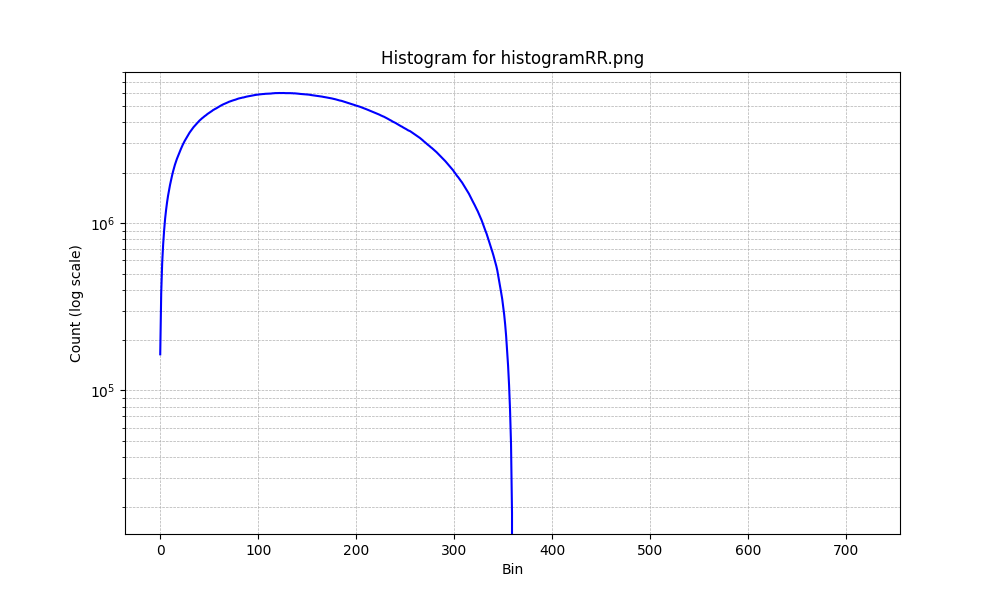 Histogram for histogramRR.png
Count (log scale)
10⁶
10⁵
0 100 200 300 400 500 600 700
Bin